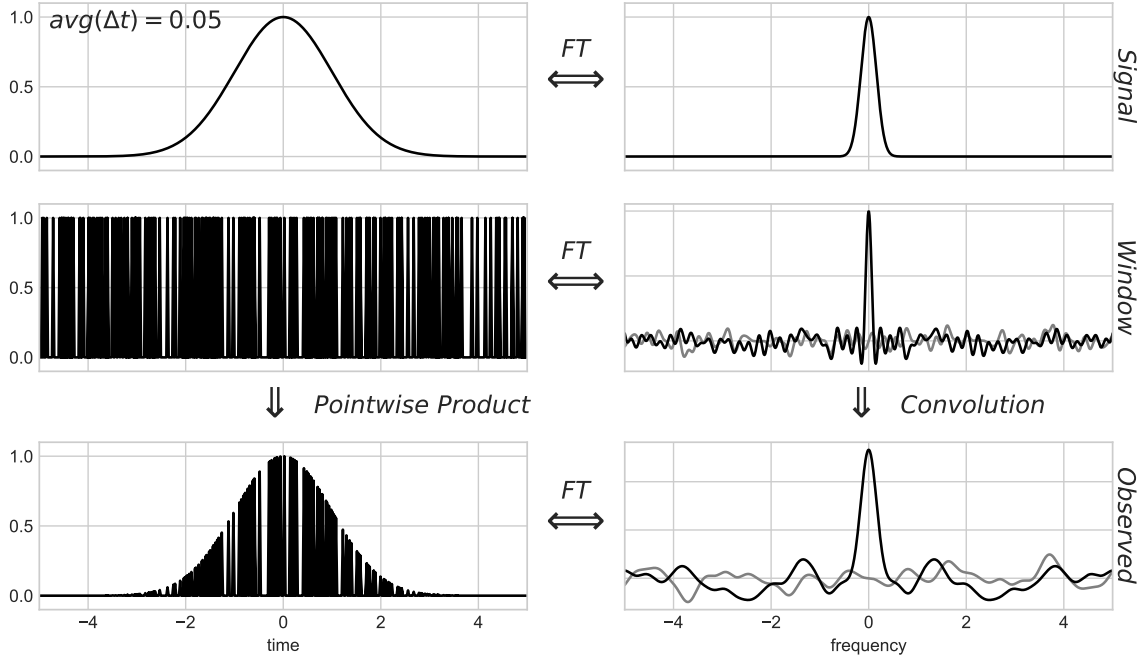 avg(Δt) = 0.05
1.0
0.5
0.0
FT
Signal
1.0
0.5
0.0
FT
Window
Pointwise Product
Convolution
1.0
0.5
0.0
−4 −2 0 2 4
time
FT
Observed
−4 −2 0 2 4
frequency